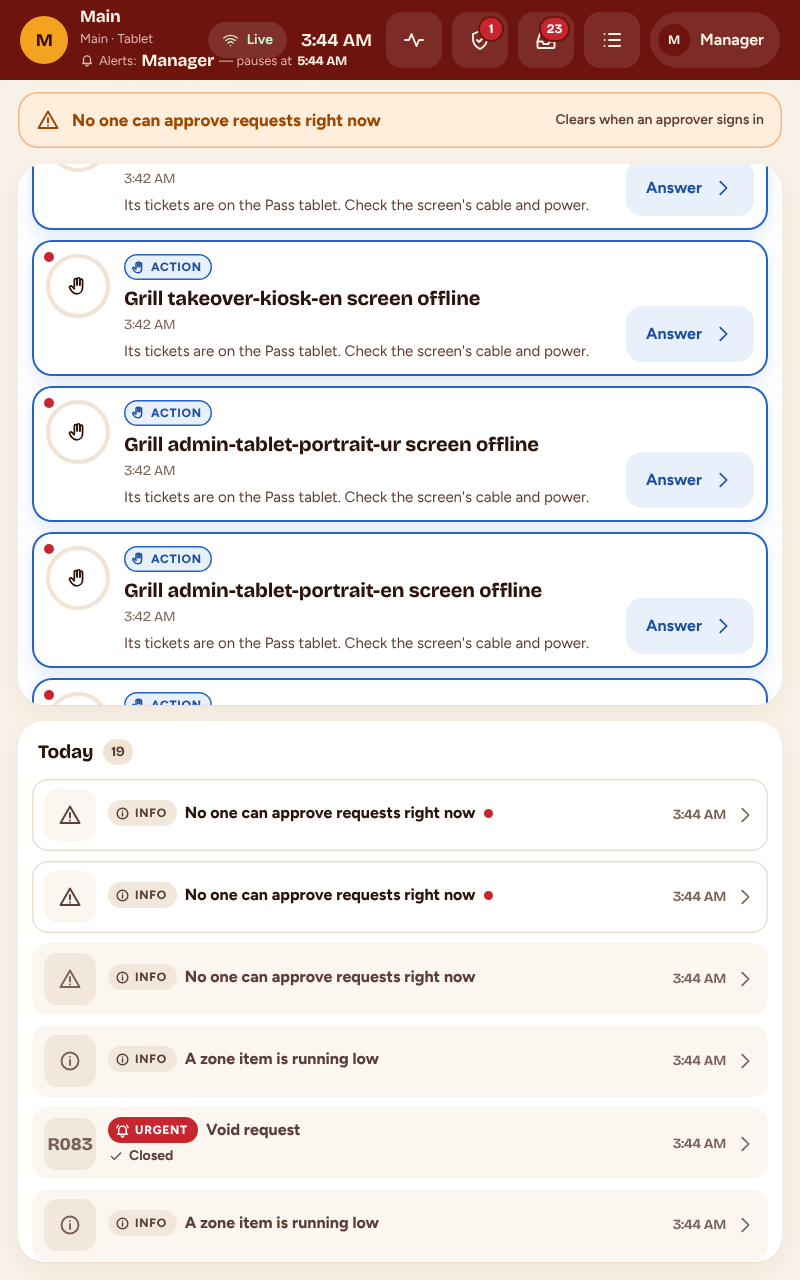 M
Main
Main · Tablet
Alerts: Manager — pauses at 5:44 AM
Live
3:44 AM
1
23
M
Manager
No one can approve requests right now
Clears when an approver signs in
3:42 AM
Its tickets are on the Pass tablet. Check the screen's cable and power.
Answer
ACTION
Grill takeover-kiosk-en screen offline
3:42 AM
Its tickets are on the Pass tablet. Check the screen's cable and power.
Answer
ACTION
Grill admin-tablet-portrait-ur screen offline
3:42 AM
Its tickets are on the Pass tablet. Check the screen's cable and power.
Answer
ACTION
Grill admin-tablet-portrait-en screen offline
3:42 AM
Its tickets are on the Pass tablet. Check the screen's cable and power.
Answer
ACTION
Today 19
INFO No one can approve requests right now 3:44 AM
INFO No one can approve requests right now 3:44 AM
INFO No one can approve requests right now 3:44 AM
INFO A zone item is running low 3:44 AM
R083 URGENT Void request 3:44 AM
Closed
INFO A zone item is running low 3:44 AM